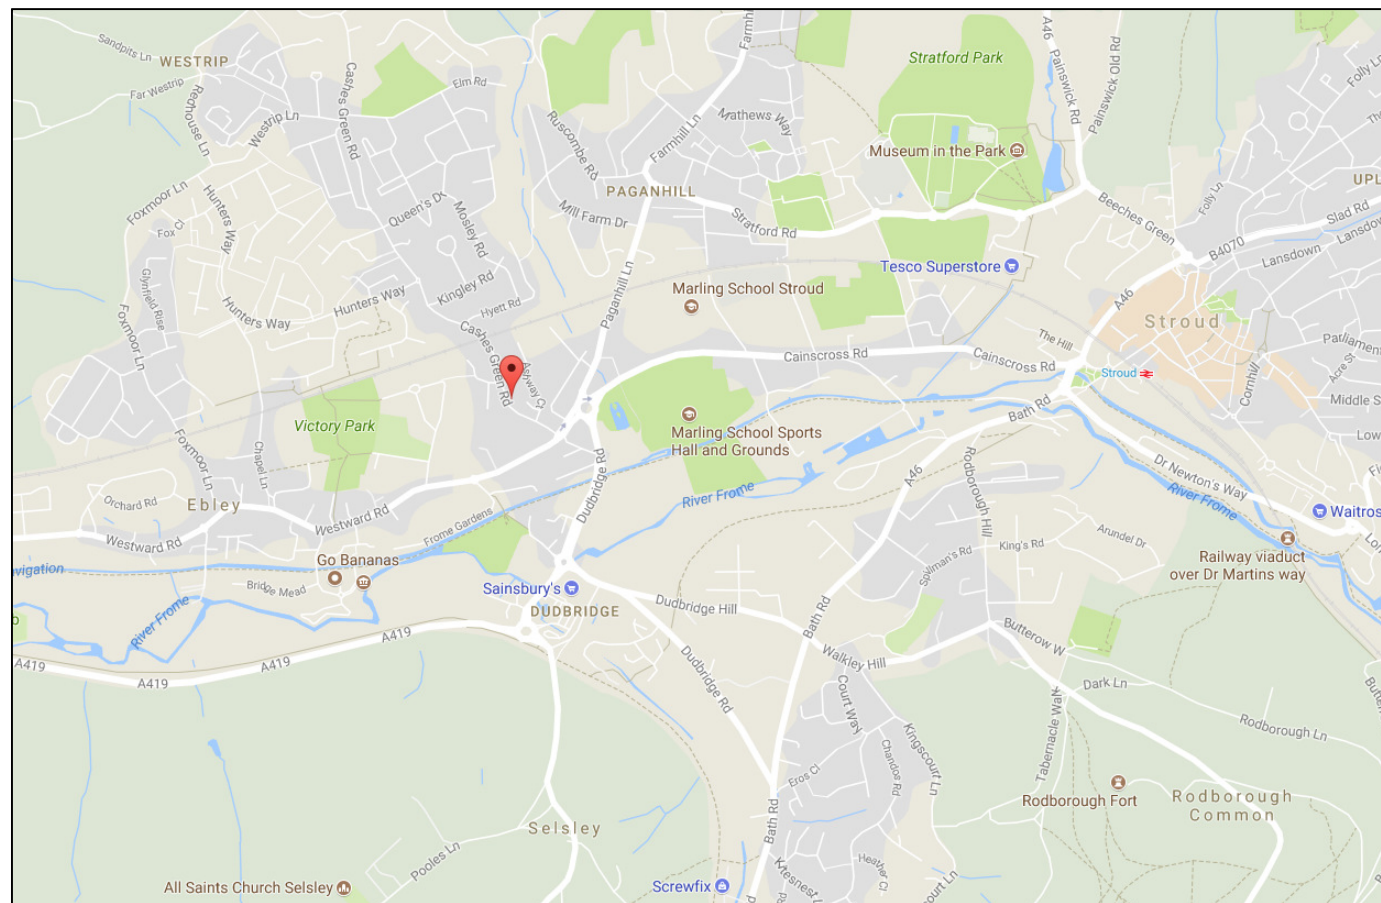 Sandpits Ln
WESTRIP
Far Westrip
Redhouse Ln
Westrip Ln
Cashes Green Rd
Elm Rd
Ruscombe Rd
Farmhill Ln
Mathews Way
Stratford Park
A46
Painswick Rd
Painswick Old Rd
Folly Ln
Museum in the Park
PAGANHILL
Foxmoor Ln
Fox Cl
Hunters Way
Queen's Dr
Mosley Rd
Mill Farm Dr
Stratford Rd
Beeches Green
Folly Ln
Slad Rd
B4070
Lansdown
Lansdown
Glynfield Rise
Kingley Rd
Hyett Rd
Hunters Way
Hunters Way
Paganhill Ln
Tesco Superstore
Marling School Stroud
A46
Stroud
The Hill
Foxmoor Ln
Cashes Green Rd
Ashway Ct
Cainscross Rd
Cainscross Rd
Stroud
Cornhill
Acre St
Middle S
Bath Rd
Victory Park
Marling School Sports
Hall and Grounds
Foxmoor Ln
Chapel Ln
Orchard Rd
Ebley
Westward Rd
Westward Rd
Frome Gardens
Dudbridge Rd
River Frome
A46
Rodborough Hill
Dr Newton's Way
River Frome
Waitros
Arundel Dr
King's Rd
Spilman's Rd
Railway viaduct
over Dr Martins way
Go Bananas
Bridge Mead
River Frome
Sainsbury's
DUDBRIDGE
Dudbridge Hill
Bath Rd
Walkley Hill
Butterow W
Dark Ln
A419
A419
A419
A419
Dudbridge Rd
Court Way
Kingscourt Ln
Chandos Rd
Eros Cl
Rodborough Ln
Rodborough Fort
Rodborough
Common
Selsley
Pooles Ln
Bath Rd
Heather Cl
All Saints Church Selsley
Screwfix